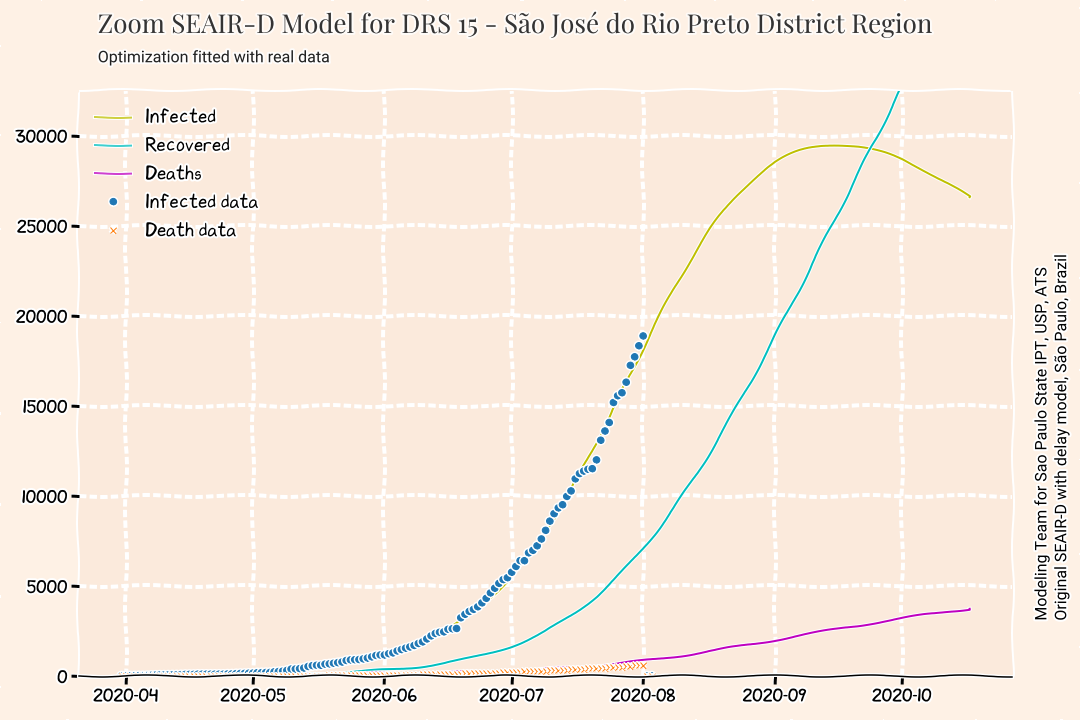 Zoom SEAIR-D Model for DRS 15 - São José do Rio Preto District Region
Optimization fitted with real data
Infected
Recovered
Deaths
Infected data
Death data
30000
25000
20000
15000
10000
5000
0
2020-04
2020-05
2020-06
2020-07
2020-08
2020-09
2020-10
Modeling Team for Sao Paulo State IPT, USP, ATS
Original SEAIR-D with delay model, São Paulo, Brazil